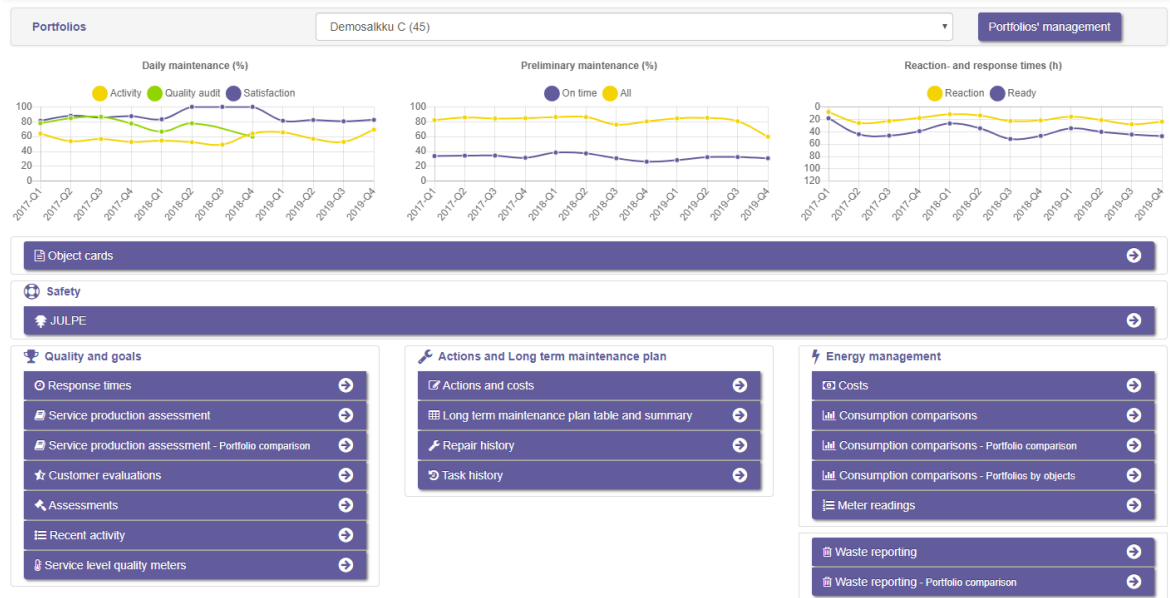 Portfolios
Demosalkku C (45)
Portfolios' management
Daily maintenance (%)
Activity Quality audit Satisfaction
100
80
60
40
20
0
2017-Q1 2017-Q2 2017-Q3 2017-Q4 2018-Q1 2018-Q2 2018-Q3 2018-Q4 2019-Q1 2019-Q2 2019-Q3 2019-Q4
Preliminary maintenance (%)
On time All
100
80
60
40
20
0
2017-Q1 2017-Q2 2017-Q3 2017-Q4 2018-Q1 2018-Q2 2018-Q3 2018-Q4 2019-Q1 2019-Q2 2019-Q3 2019-Q4
Reaction- and response times (h)
Reaction Ready
0
20
40
60
80
100
120
2017-Q1 2017-Q2 2017-Q3 2017-Q4 2018-Q1 2018-Q2 2018-Q3 2018-Q4 2019-Q1 2019-Q2 2019-Q3 2019-Q4
Object cards
Safety
JULPE
Quality and goals
Response times
Service production assessment
Service production assessment - Portfolio comparison
Customer evaluations
Assessments
Recent activity
Service level quality meters
Actions and Long term maintenance plan
Actions and costs
Long term maintenance plan table and summary
Repair history
Task history
Energy management
Costs
Consumption comparisons
Consumption comparisons - Portfolio comparison
Consumption comparisons - Portfolios by objects
Meter readings
Waste reporting
Waste reporting - Portfolio comparison